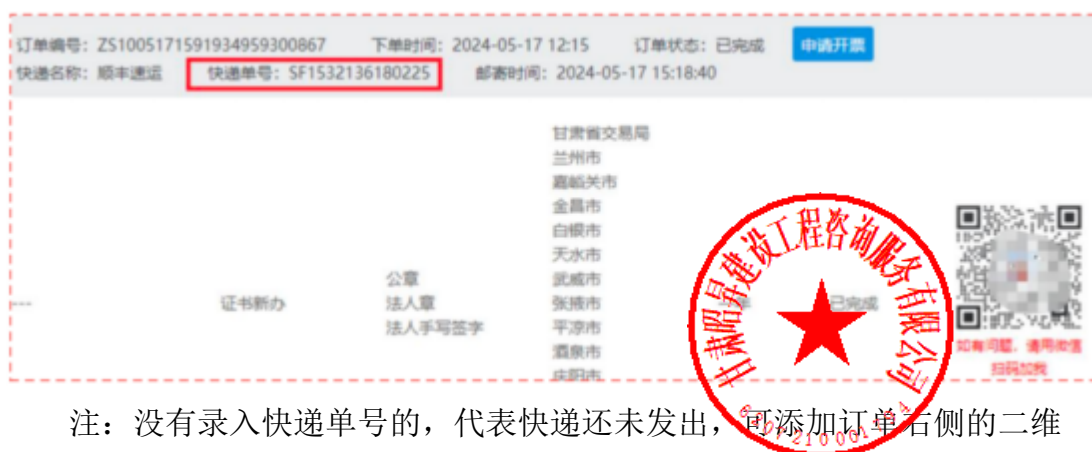 订单编号：ZS10051715919349593００867 下单时间：2024-05-17 12:15 订单状态：已完成 申请开票
快递名称：顺丰速运 快递单号：SF1532136180225 邮寄时间：2024-05-17 15:18:40
甘肃省交易局
兰州市
嘉峪关市
金昌市
白银市
天水市
公章 武威市
--- 证书新办 法人章 张掖市 已完成
法人手写签字 平凉市
酒泉市
庆阳市
如有问题，请用微信
扫码加我
甘肃昭昇建设工程咨询服务有限公司
注：没有录入快递单号的，代表快递还未发出，可添加订单右侧的二维